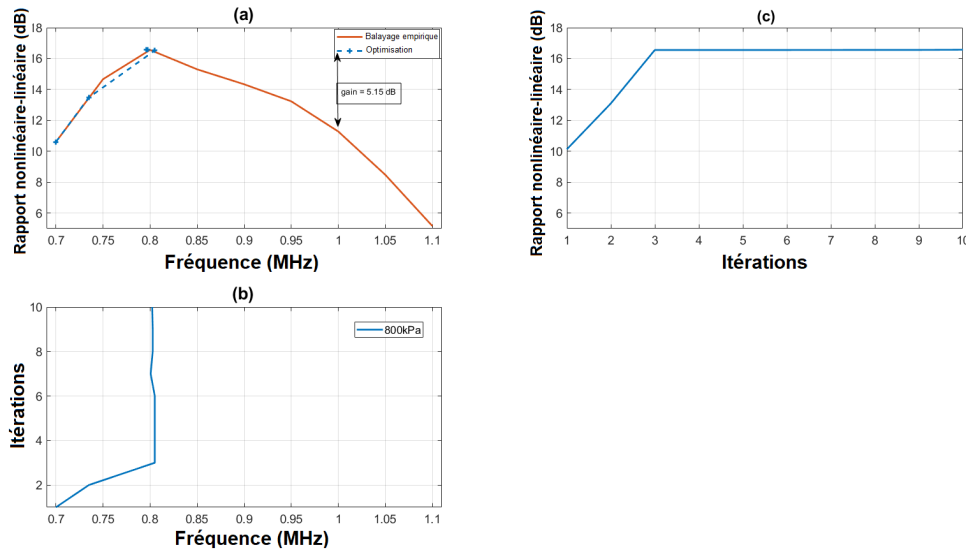 (a)
Rapport nonlinéaire-linéaire (dB)
18
16
14
12
10
8
6
Balayage empirique
Optimisation
gain = 5.15 dB
0.7 0.75 0.8 0.85 0.9 0.95 1 1.05 1.1
Fréquence (MHz)
(c)
Rapport nonlinéaire-linéaire (dB)
18
16
14
12
10
8
6
1 2 3 4 5 6 7 8 9 10
Itérations
(b)
Itérations
10
8
6
4
2
800kPa
0.7 0.75 0.8 0.85 0.9 0.95 1 1.05 1.1
Fréquence (MHz)